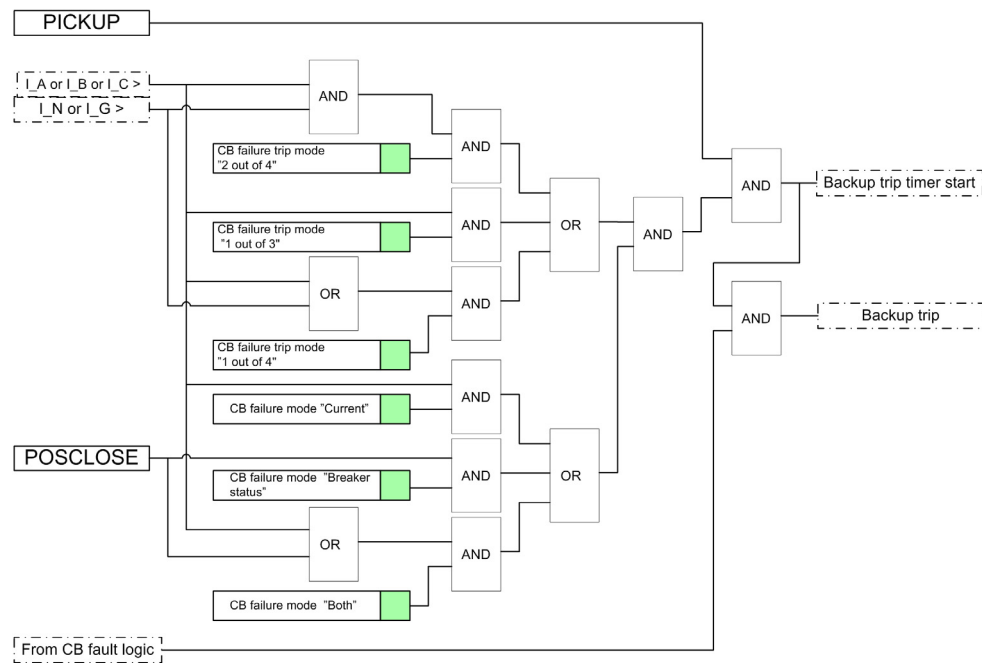 PICKUP
I_A or I_B or I_C >
I_N or I_G >
AND
CB failure trip mode
"2 out of 4"
AND
CB failure trip mode
"1 out of 3"
AND
OR
AND
CB failure trip mode
"1 out of 4"
OR
AND
AND
Backup trip timer start
AND
Backup trip
CB failure mode "Current"
AND
POSCLOSE
CB failure mode "Breaker
status"
AND
OR
OR
AND
CB failure mode "Both"
From CB fault logic